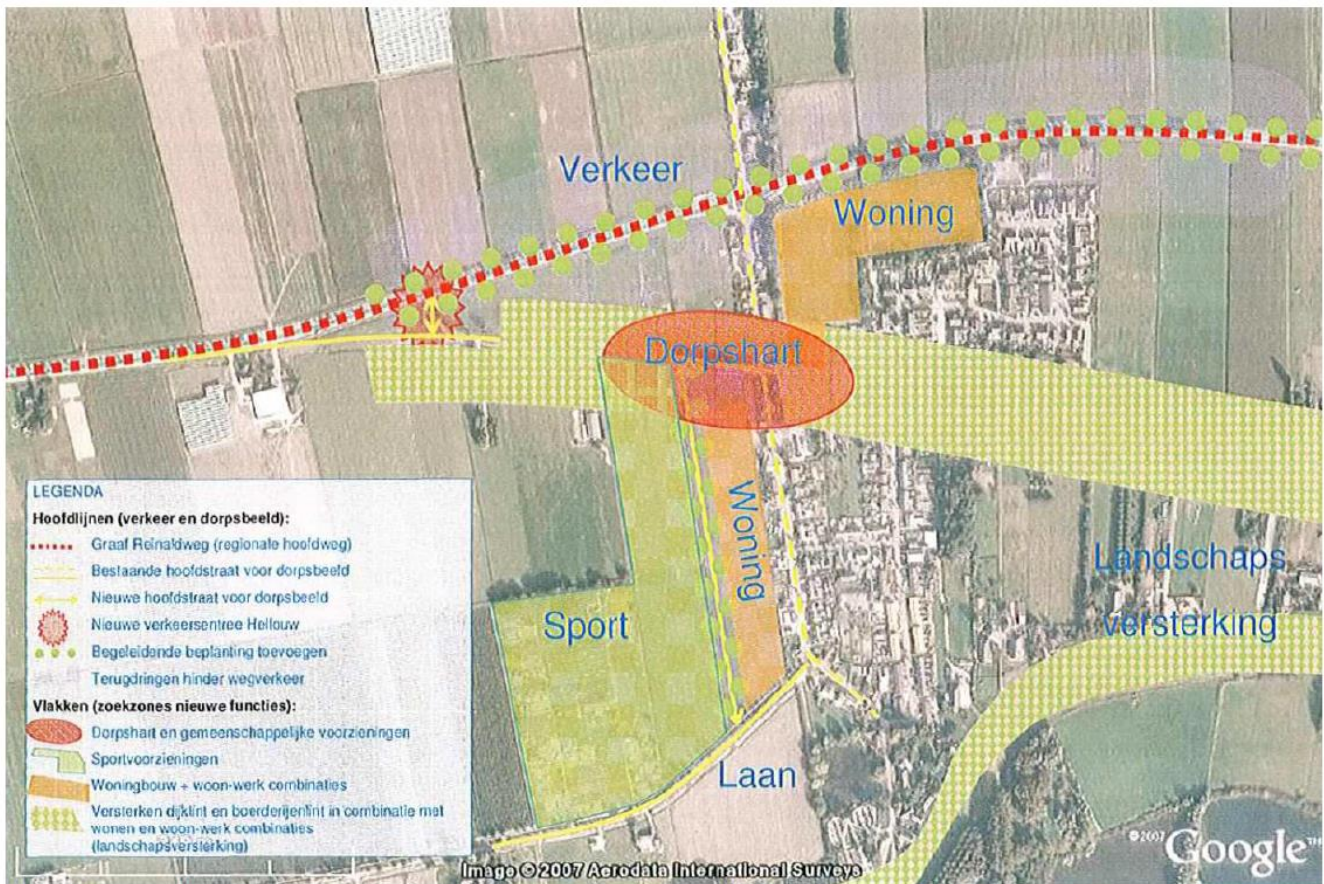 Verkeer
Woning
Dorpshart
Woning
Sport
Landschaps
versterking
Laan
LEGENDA
Hoofdlijnen (verkeer en dorpsbeeld):
Graaf Reinaldweg (regionale hoofdweg)
Bestaande hoofdstraat voor dorpsbeeld
Nieuwe hoofdstraat voor dorpsbeeld
Nieuwe verkeersentree Hellouw
Begeleidende beplanting toevoegen
Terugdringen hinder wegverkeer
Vlakken (zoekzones nieuwe functies):
Dorpshart en gemeenschappelijke voorzieningen
Sportvoorzieningen
Woningbouw + woon-werk combinaties
Versterken dijklint en boerderijenlint in combinatie met
wonen en woon-werk combinaties
(landschapsversterking)
Image © 2007 Aerodata International Surveys
©2007 Google™